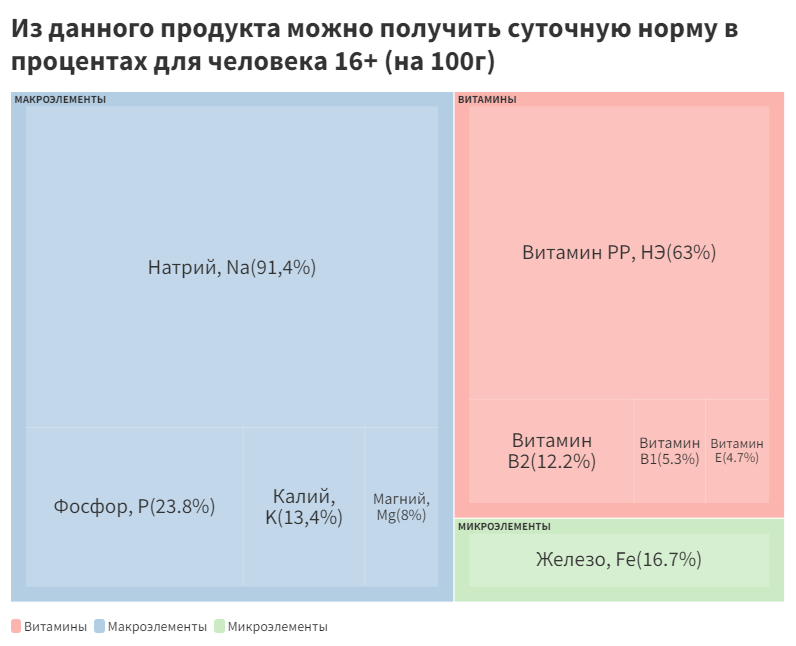 Из данного продукта можно получить суточную норму в
процентах для человека 16+ (на 100г)
МАКРОЭЛЕМЕНТЫ
Натрий, Na(91,4%)
Фосфор, P(23.8%)
Калий,
K(13,4%)
Магний,
Mg(8%)
ВИТАМИНЫ
Витамин PP, НЭ(63%)
Витамин
B2(12.2%)
Витамин
B1(5.3%)
Витамин
E(4.7%)
МИКРОЭЛЕМЕНТЫ
Железо, Fe(16.7%)
Витамины
Макроэлементы
Микроэлементы